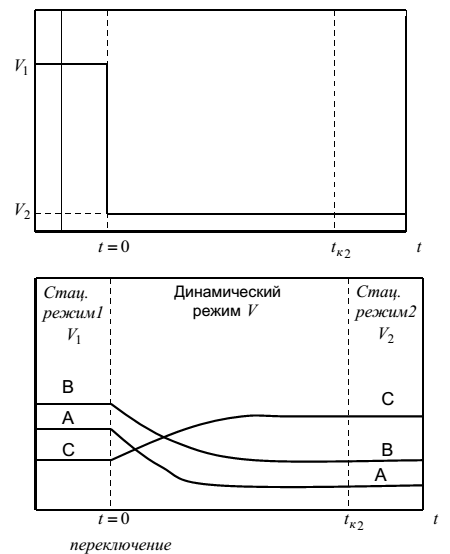 V₁
V₂
t = 0 tк2 t
Стац. Динамический Стац.
режим1 режим V режим2
V₁ V₂
B
A
C
C
B
A
t = 0 tк2 t
переключение